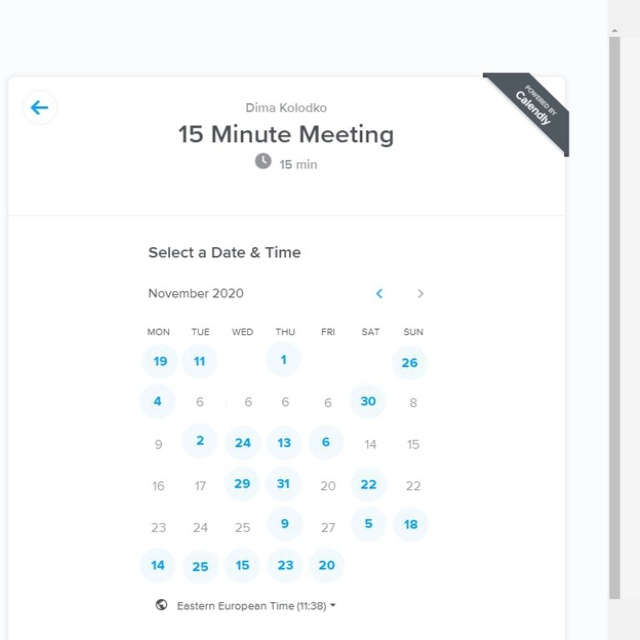 POWERED BY
Calendly
Dima Kolodko
15 Minute Meeting
15 min
Select a Date & Time
November 2020
MON TUE WED THU FRI SAT SUN
19 11 1 26
4 6 6 6 6 30 8
9 2 24 13 6 14 15
16 17 29 31 20 22 22
23 24 25 9 27 5 18
14 25 15 23 20
Eastern European Time (11:38)